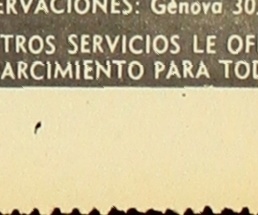 ERVACIONES: Génova 30
TROS SERVICIOS LE OF
ARCIMIENTO PARA TOD